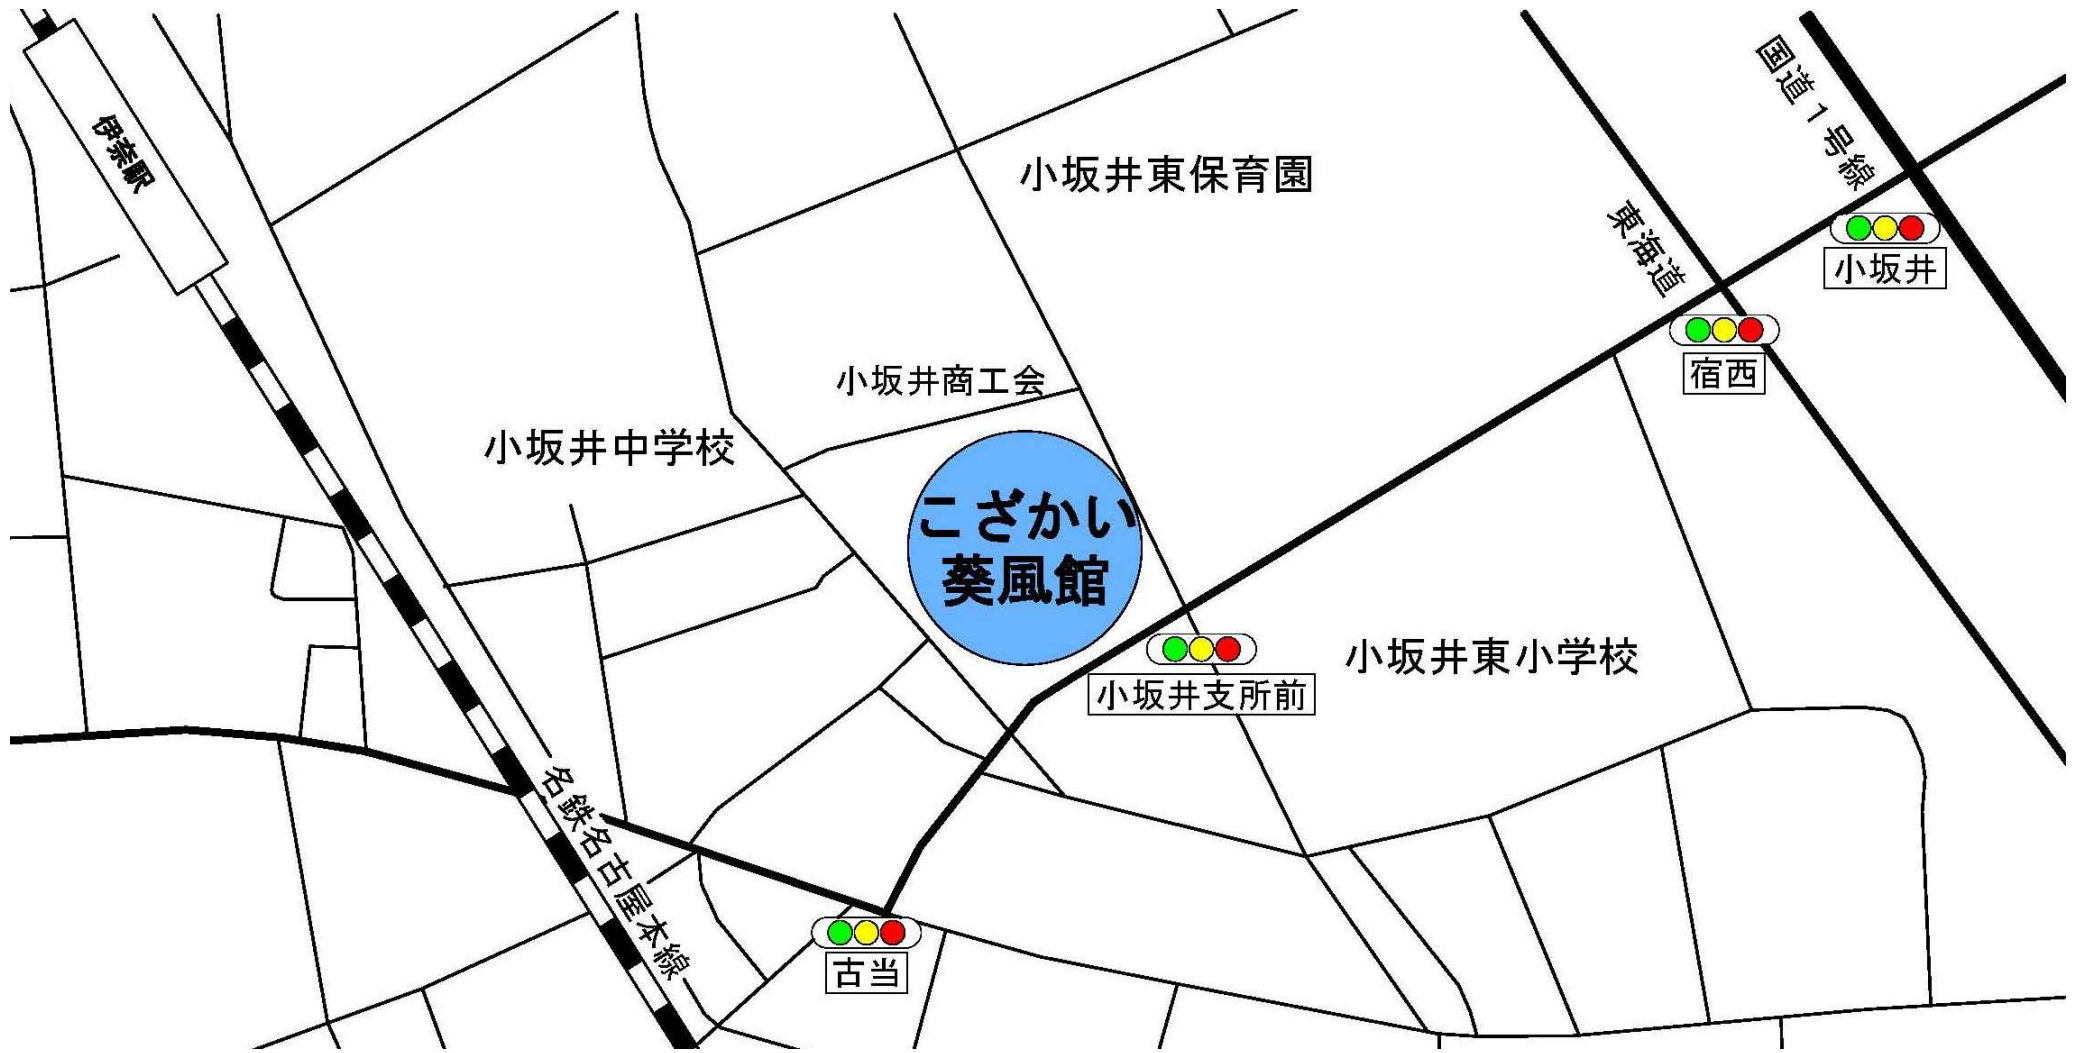 国道1号線
伊奈駅
小坂井東保育園
東海道
小坂井
宿西
小坂井商工会
小坂井中学校
こざかい
葵風館
小坂井東小学校
小坂井支所前
名鉄名古屋本線
古当